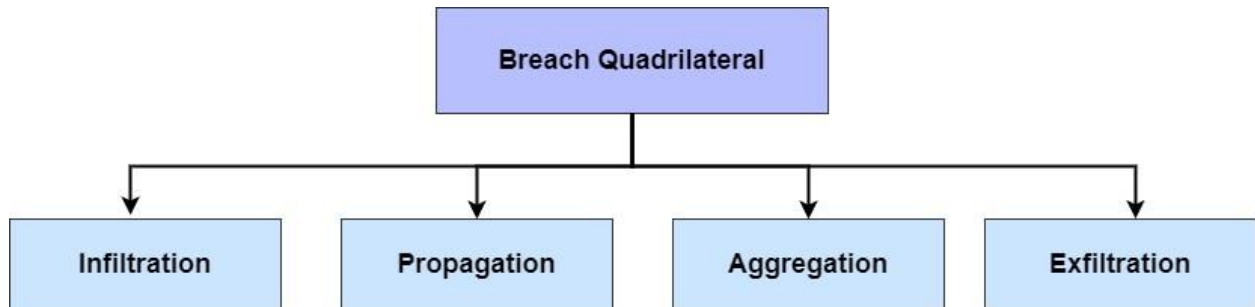 Breach Quadrilateral
Infiltration
Propagation
Aggregation
Exfiltration